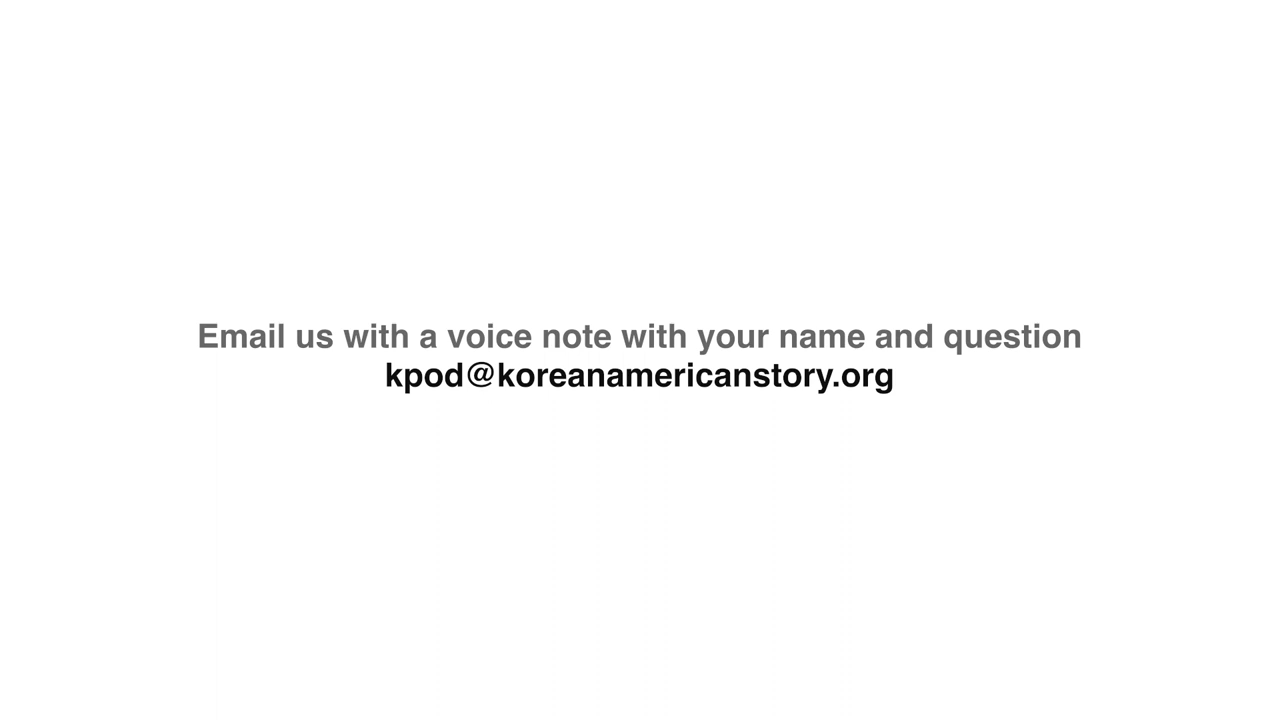 Email us with a voice note with your name and question
kpod@koreanamericanstory.org